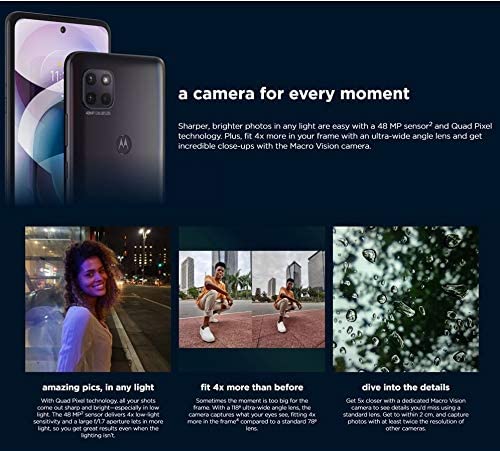 a camera for every moment
Sharper, brighter photos in any light are easy with a 48 MP sensor² and Quad Pixel
technology. Plus, fit 4x more in your frame with an ultra-wide angle lens and get
incredible close-ups with the Macro Vision camera.
amazing pics, in any light
With Quad Pixel technology, all your shots
come out sharp and bright—especially in low
light. The 48 MP² sensor delivers 4x low-light
sensitivity and a large f/1.7 aperture lets in more
light, so you get great results even when the
lighting isn't.
fit 4x more than before
Sometimes the moment is too big for the
frame. With a 118° ultra-wide angle lens, the
camera captures what your eyes see, fitting 4x
more in the frame⁴ compared to a standard 78°
lens.
dive into the details
Get 5x closer with a dedicated Macro Vision
camera to see details you'd miss using a
standard lens. Get to within 2 cm, and capture
photos with at least twice the resolution of
other cameras.